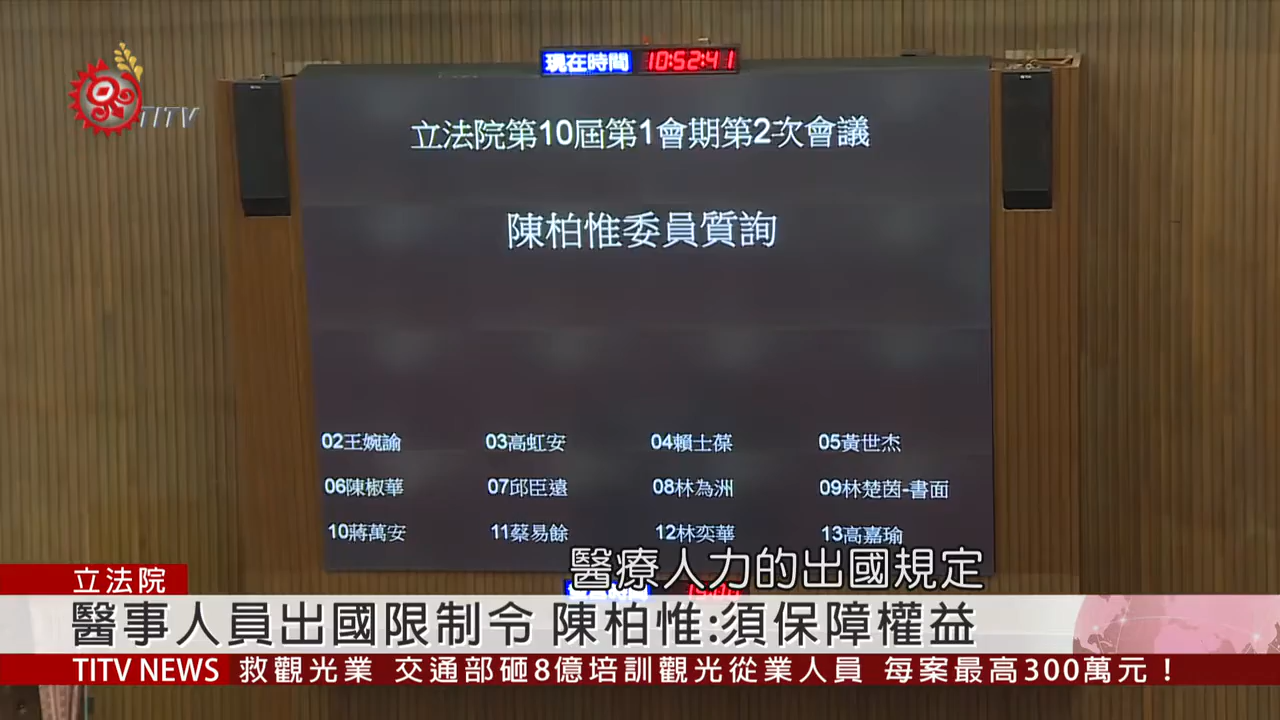 現在時間 10:52:41
TITV
立法院第10屆第1會期第2次會議
陳柏惟委員質詢
02王婉諭 03高虹安 04賴士葆 05黃世杰
06陳椒華 07邱臣遠 08林為洲 09林楚茵-書面
10蔣萬安 11蔡易餘 12林奕華 13高嘉瑜
醫療人力的出國規定
立法院
醫事人員出國限制令 陳柏惟:須保障權益
TITV NEWS 救觀光業 交通部砸8億培訓觀光從業人員 每案最高300萬元！